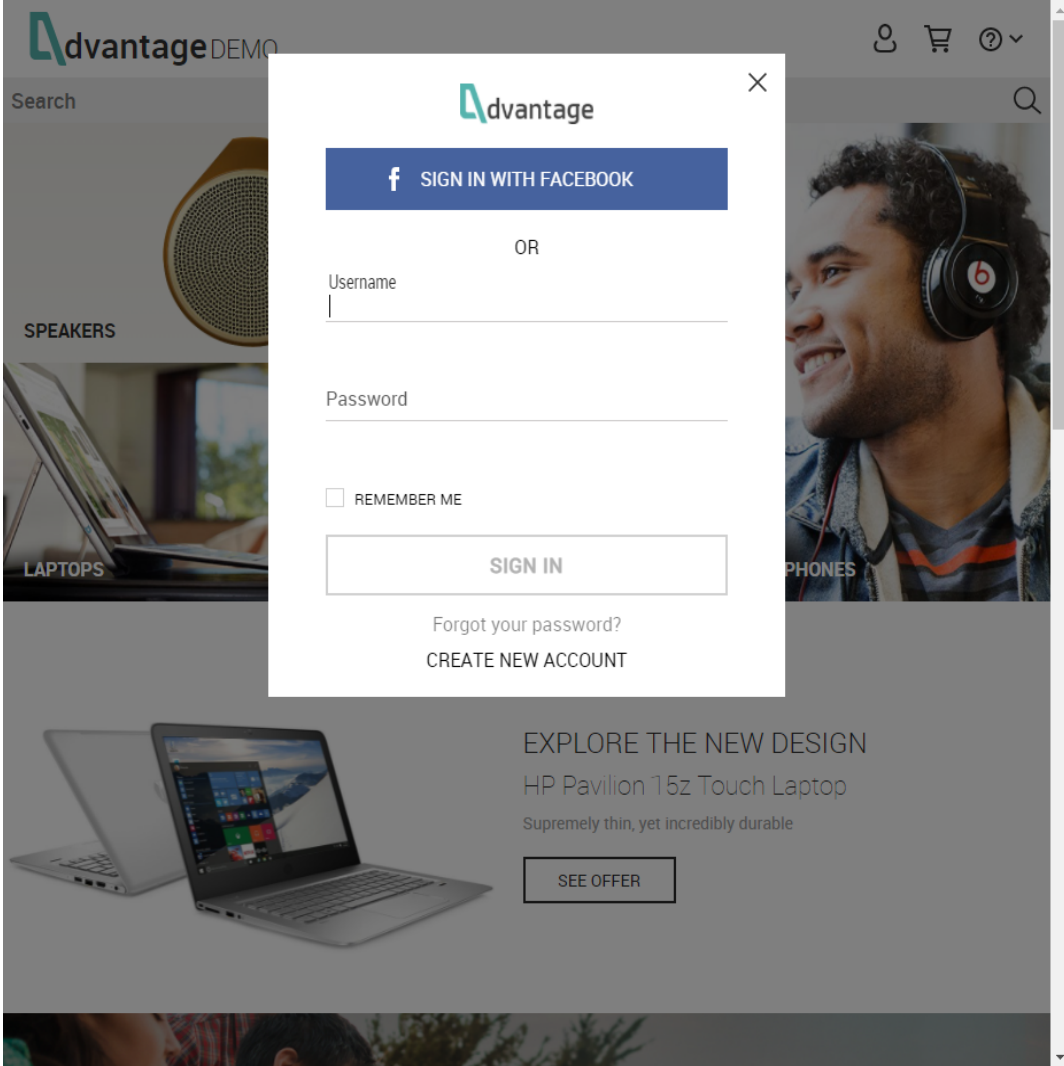 dvantage DEMO
Search
dvantage
SIGN IN WITH FACEBOOK
OR
Username
Password
REMEMBER ME
SIGN IN
Forgot your password?
CREATE NEW ACCOUNT
SPEAKERS
LAPTOPS
PHONES
EXPLORE THE NEW DESIGN
HP Pavilion 15z Touch Laptop
Supremely thin, yet incredibly durable
SEE OFFER